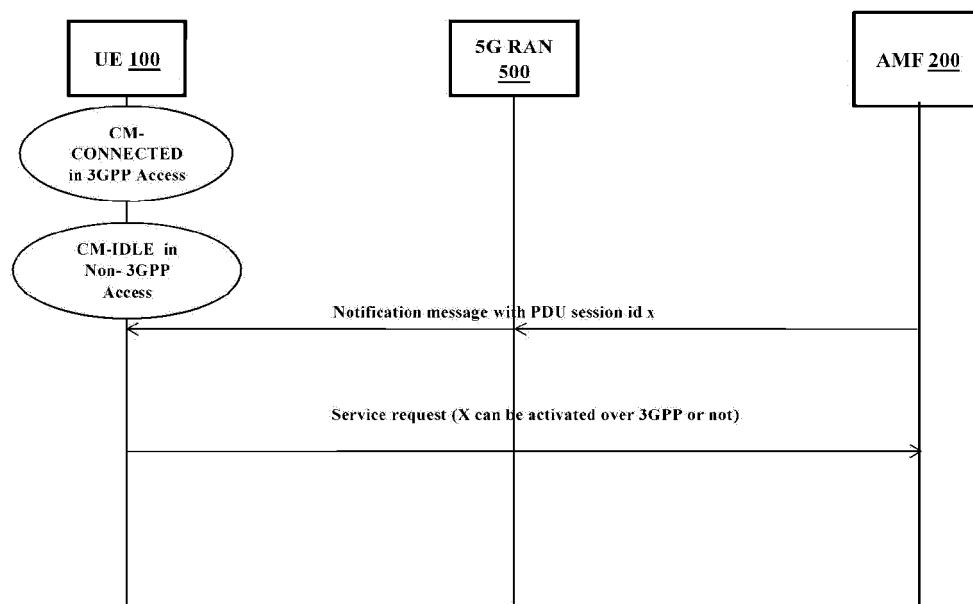 UE 100
5G RAN
500
AMF 200
CM-
CONNECTED
in 3GPP Access
CM-IDLE in
Non- 3GPP
Access
Notification message with PDU session id x
Service request (X can be activated over 3GPP or not)